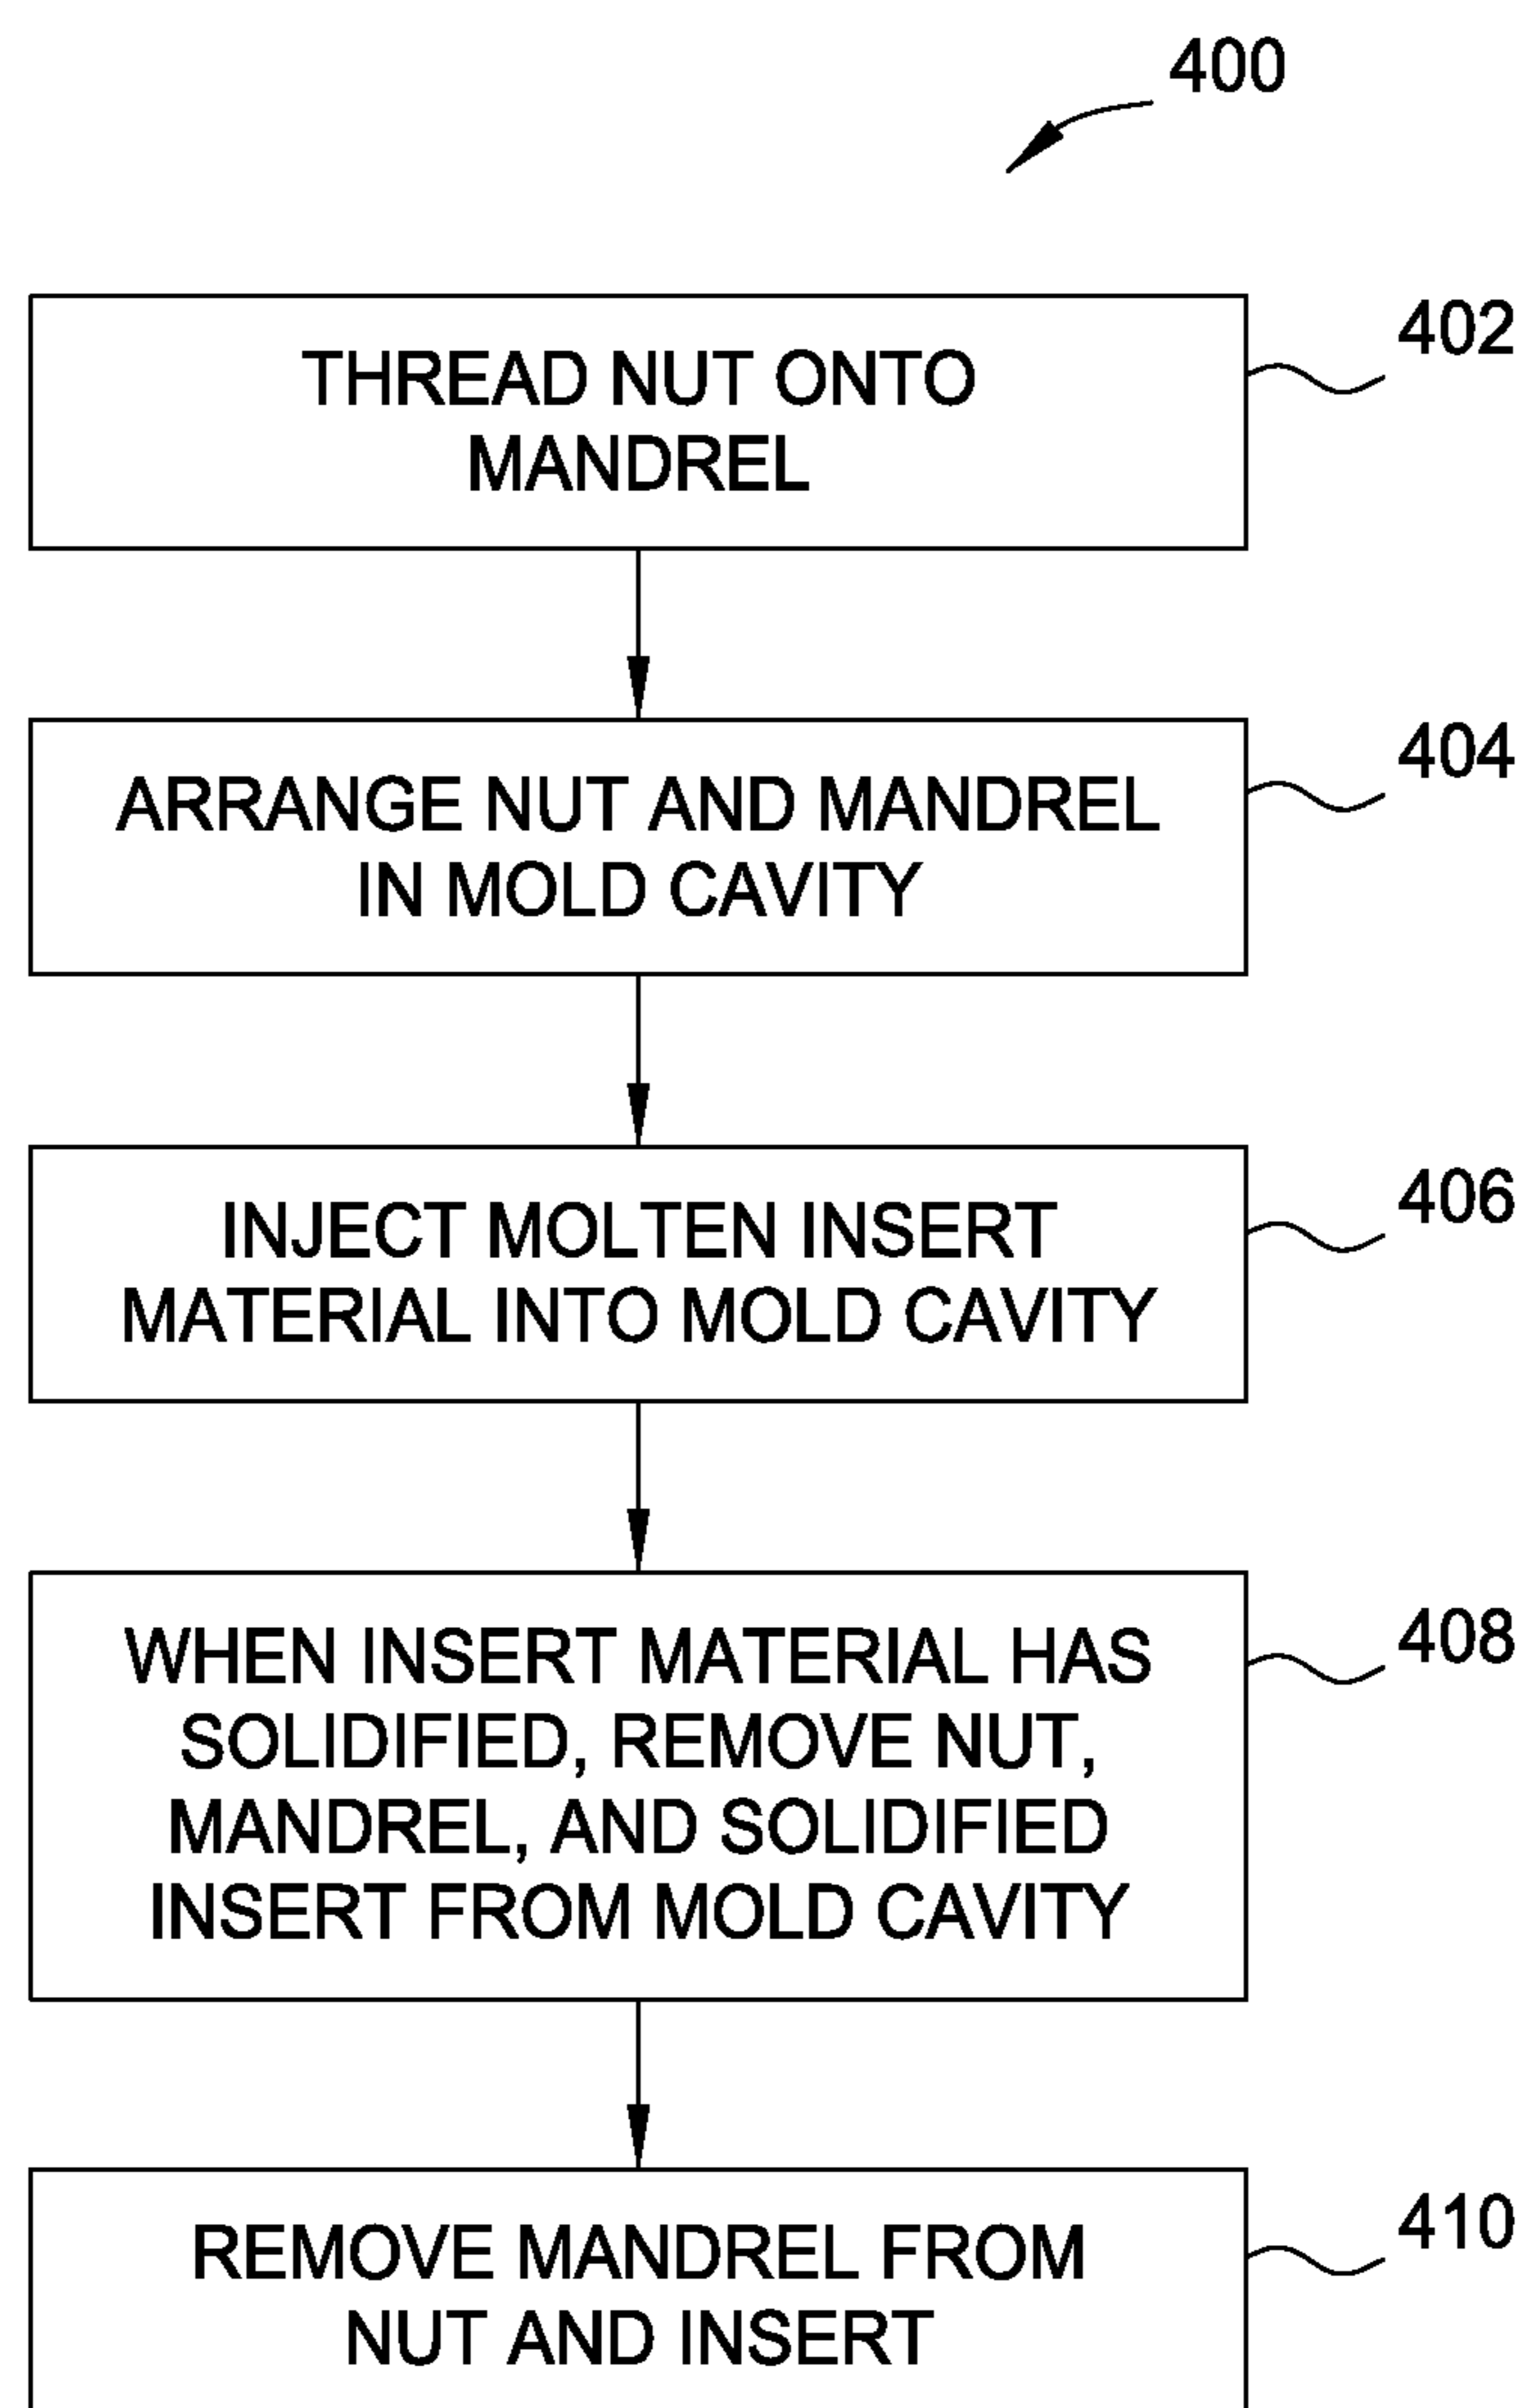 400
THREAD NUT ONTO
MANDREL
402
ARRANGE NUT AND MANDREL
IN MOLD CAVITY
404
INJECT MOLTEN INSERT
MATERIAL INTO MOLD CAVITY
406
WHEN INSERT MATERIAL HAS
SOLIDIFIED, REMOVE NUT,
MANDREL, AND SOLIDIFIED
INSERT FROM MOLD CAVITY
408
REMOVE MANDREL FROM
NUT AND INSERT
410